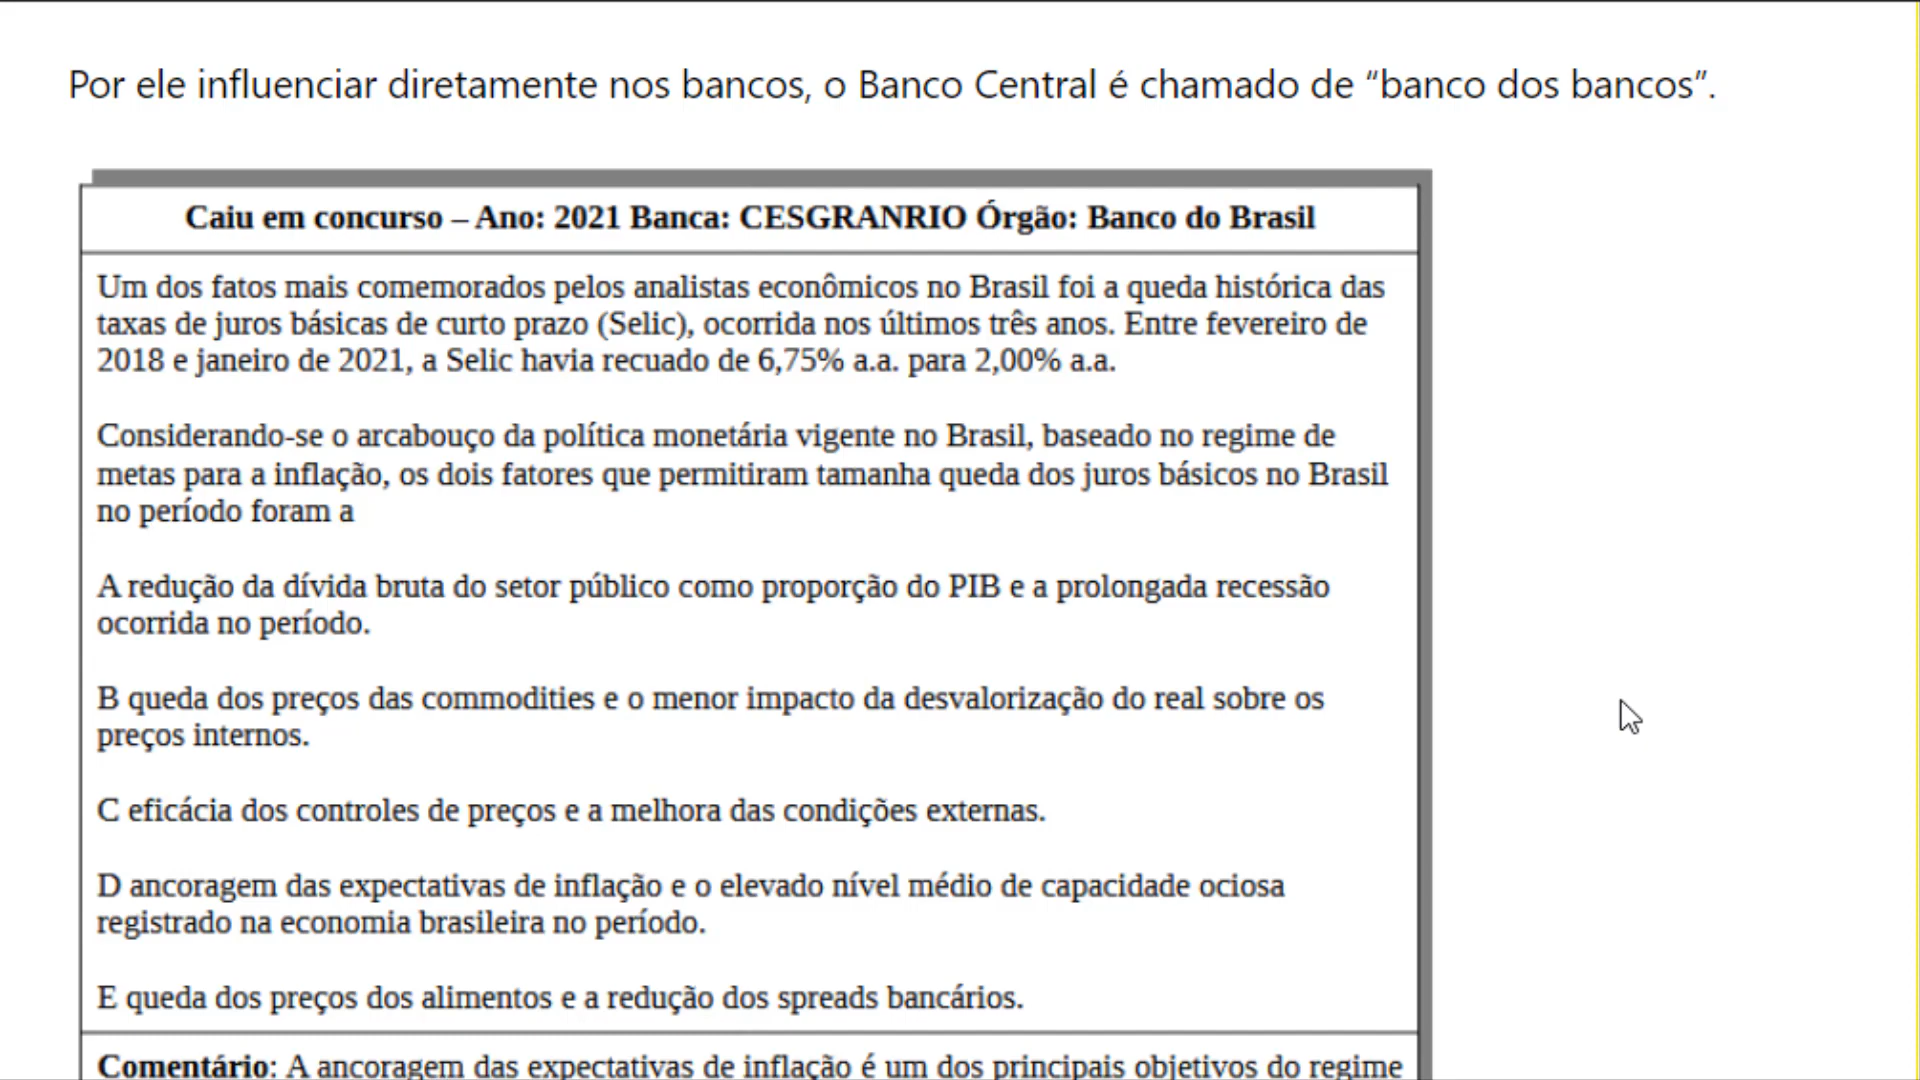 Por ele influenciar diretamente nos bancos, o Banco Central é chamado de “banco dos bancos”.
Caiu em concurso – Ano: 2021 Banca: CESGRANRIO Órgão: Banco do Brasil
Um dos fatos mais comemorados pelos analistas econômicos no Brasil foi a queda histórica das
taxas de juros básicas de curto prazo (Selic), ocorrida nos últimos três anos. Entre fevereiro de
2018 e janeiro de 2021, a Selic havia recuado de 6,75% a.a. para 2,00% a.a.
Considerando-se o arcabouço da política monetária vigente no Brasil, baseado no regime de
metas para a inflação, os dois fatores que permitiram tamanha queda dos juros básicos no Brasil
no período foram a
A redução da dívida bruta do setor público como proporção do PIB e a prolongada recessão
ocorrida no período.
B queda dos preços das commodities e o menor impacto da desvalorização do real sobre os
preços internos.
C eficácia dos controles de preços e a melhora das condições externas.
D ancoragem das expectativas de inflação e o elevado nível médio de capacidade ociosa
registrado na economia brasileira no período.
E queda dos preços dos alimentos e a redução dos spreads bancários.
Comentário: A ancoragem das expectativas de inflação é um dos principais objetivos do regime